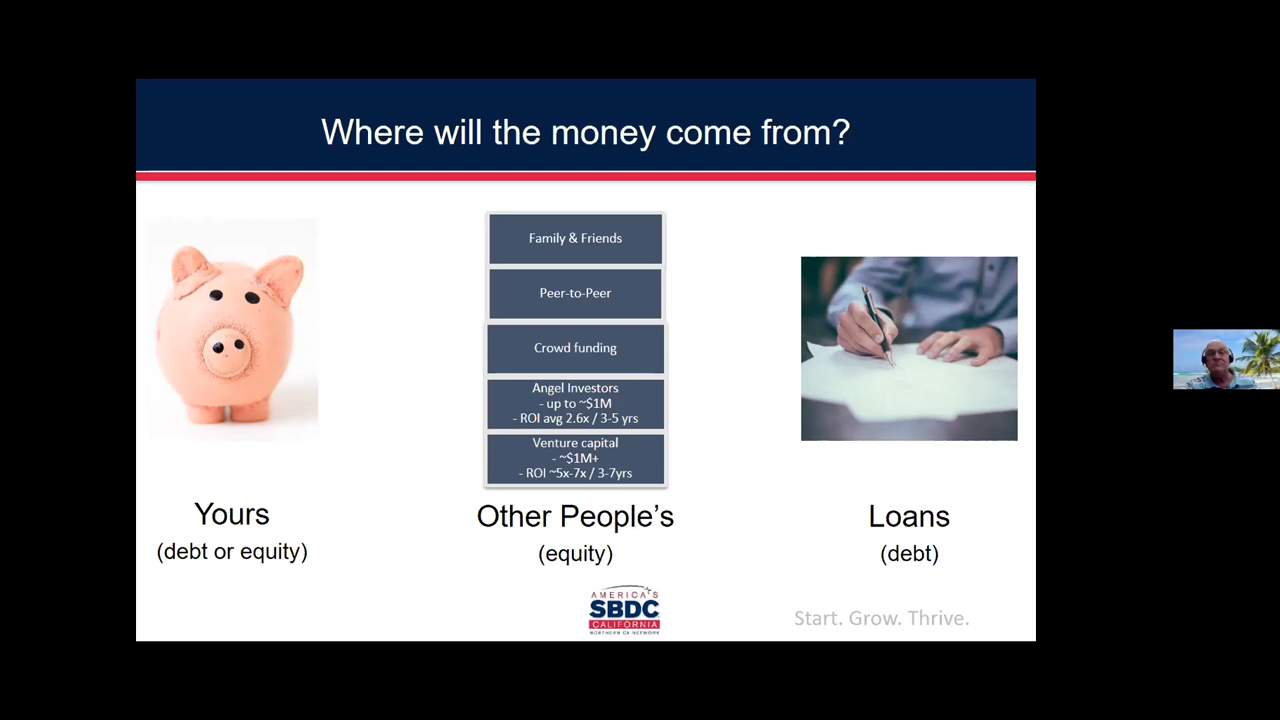 Where will the money come from?
Family & Friends
Peer-to-Peer
Crowd funding
Angel Investors
- up to ~$1M
- ROI avg 2.6x / 3-5 yrs
Venture capital
- ~$1M+
- ROI ~5x-7x / 3-7yrs
Yours
(debt or equity)
Other People's
(equity)
Loans
(debt)
AMERICA'S
SBDC
CALIFORNIA
NORTHERN CA NETWORK
Start. Grow. Thrive.